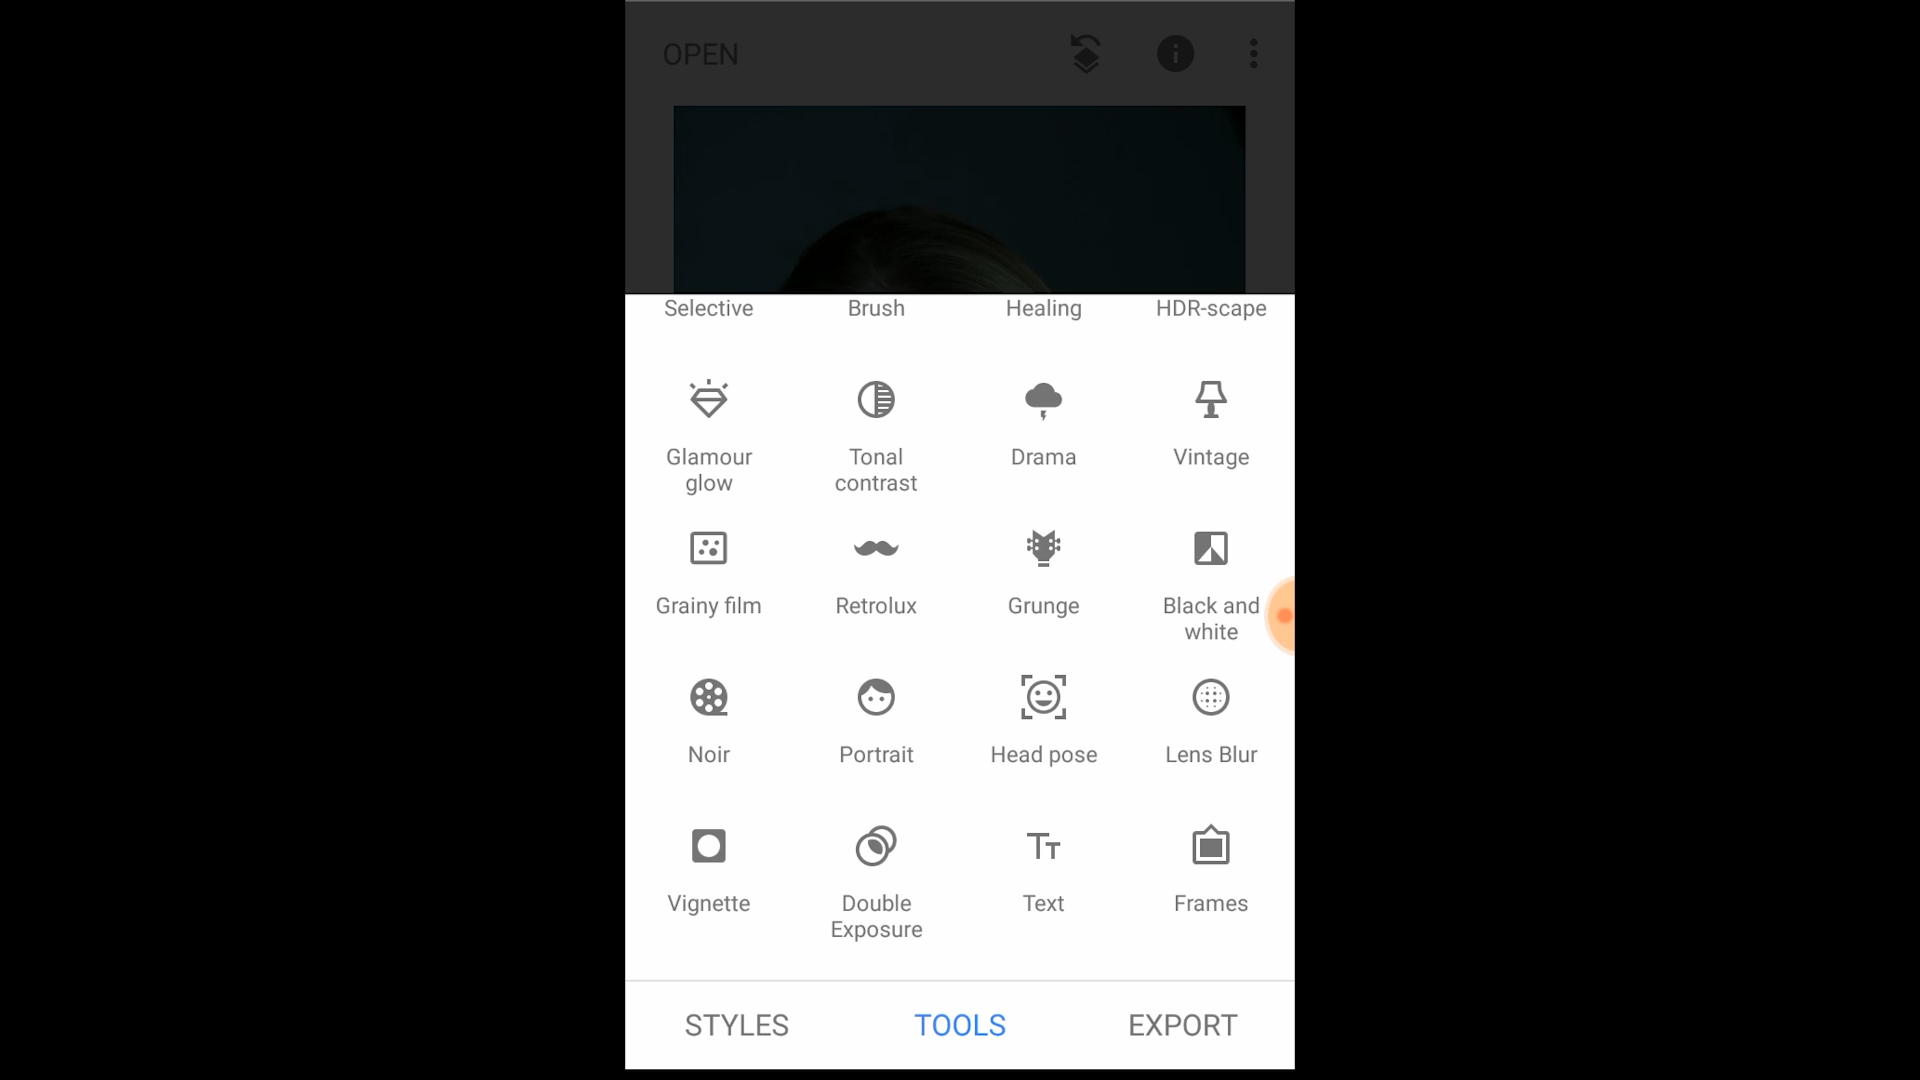 OPEN
Selective Brush Healing HDR-scape
Glamour glow
Tonal contrast
Drama
Vintage
Grainy film
Retrolux
Grunge
Black and white
Noir
Portrait
Head pose
Lens Blur
Vignette
Double Exposure
Text
Frames
STYLES TOOLS EXPORT